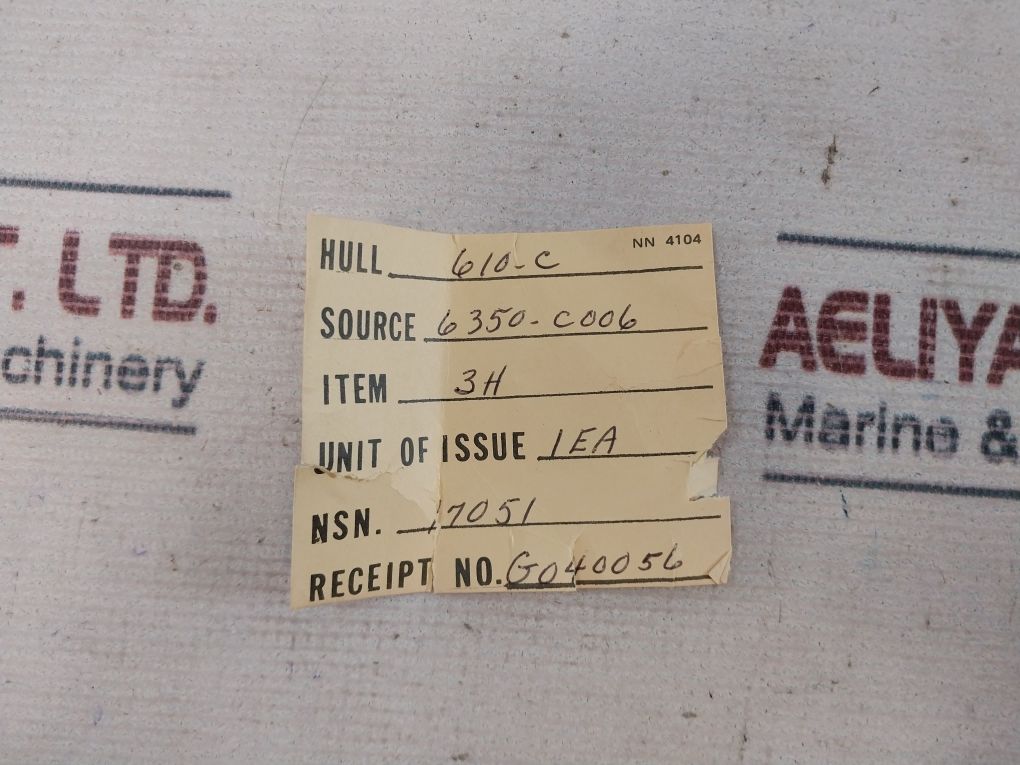 NN 4104
HULL 610-C
SOURCE 6350-C006
ITEM 3H
UNIT OF ISSUE 1EA
NSN. 17051
RECEIPT NO. G040056
T. LTD.
chinery
AELIYA
Marine &